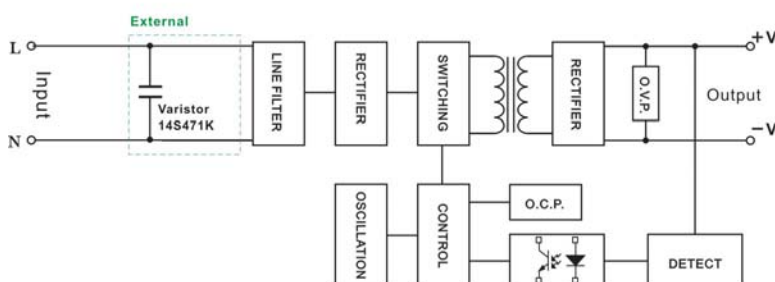 External
L
Input
N
Varistor
14S471K
LINE FILTER
RECTIFIER
SWITCHING
RECTIFIER
O.V.P.
+V
Output
-V
OSCILLATION
CONTROL
O.C.P.
DETECT